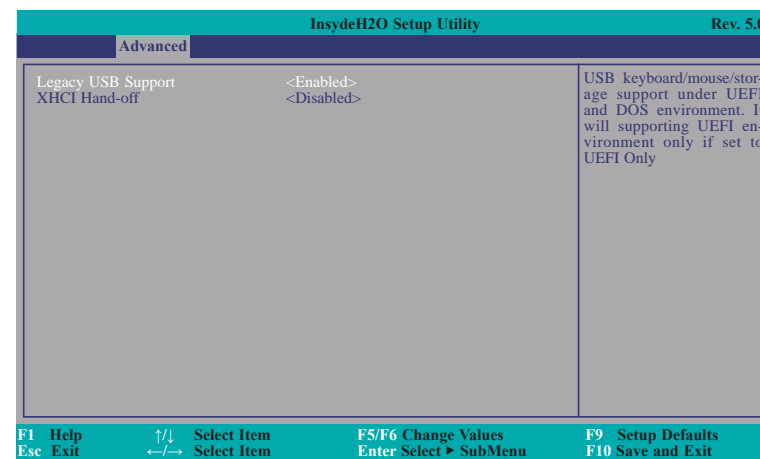 InsydeH2O Setup Utility Rev. 5.
Advanced
Legacy USB Support <Enabled>
XHCI Hand-off <Disabled>
USB keyboard/mouse/stor-
age support under UEFI
and DOS environment. I
will supporting UEFI en-
vironment only if set to
UEFI Only
F1 Help ↑/↓ Select Item F5/F6 Change Values F9 Setup Defaults
Esc Exit ←/→ Select Item Enter Select ▶ SubMenu F10 Save and Exit